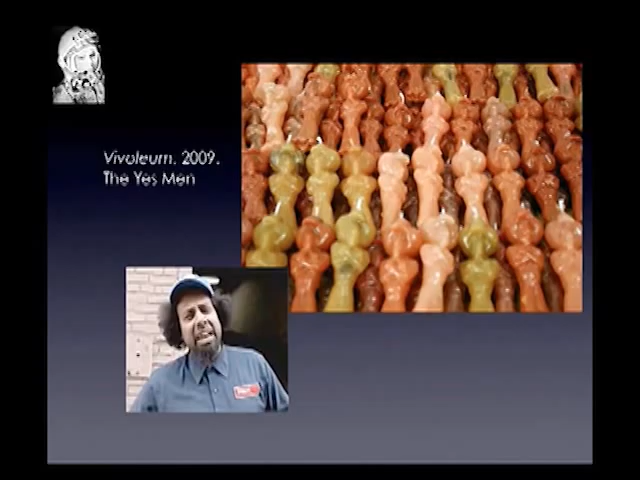 Vivoleum. 2009.
The Yes Men